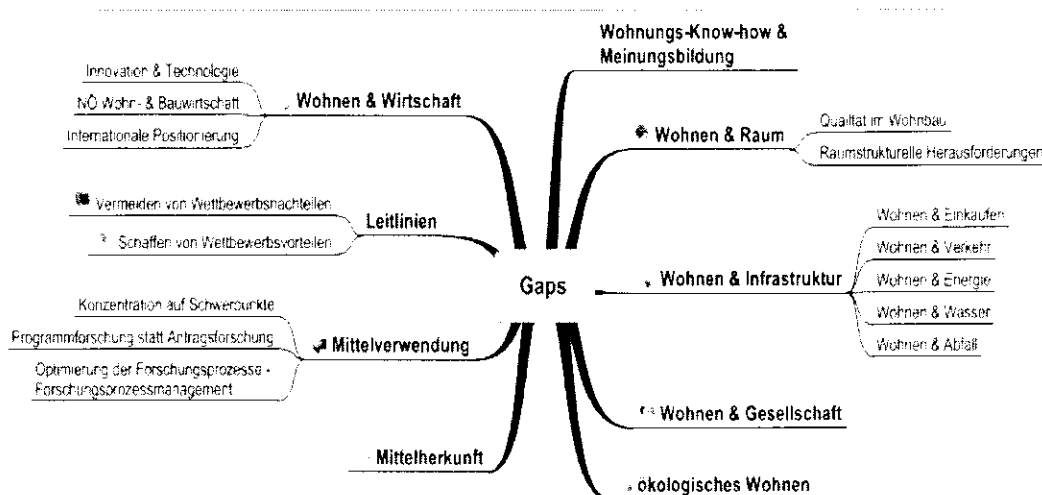 Wohnungs-Know-how &
Meinungsbildung
Innovation & Technologie
NÖ Wohn- & Bauwirtschaft
Internationale Positionierung
Wohnen & Wirtschaft
Wohnen & Raum
Qualität im Wohnbau
Raumstrukturelle Herausforderungen
Vermeiden von Wettbewerbsnachteilen
Schaffen von Wettbewerbsvorteilen
Leitlinien
Gaps
Wohnen & Infrastruktur
Wohnen & Einkaufen
Wohnen & Verkehr
Wohnen & Energie
Wohnen & Wasser
Wohnen & Abfall
Konzentration auf Schwerpunkte
Programmforschung statt Antragsforschung
Optimierung der Forschungsprozesse -
Forschungsprozessmanagement
Mittelverwendung
Wohnen & Gesellschaft
Mittelherkunft
ökologisches Wohnen